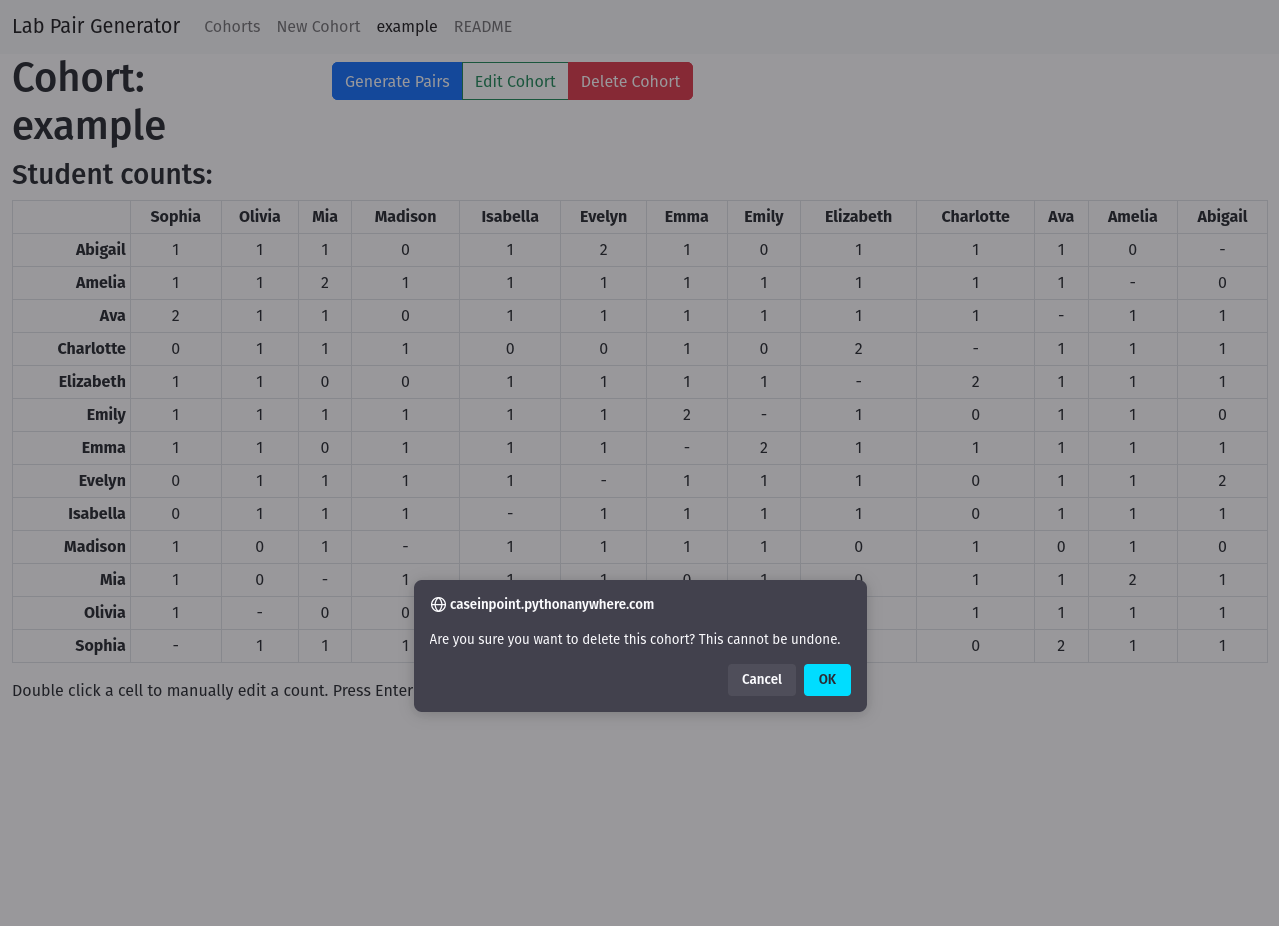 Lab Pair Generator Cohorts New Cohort example README
Cohort: example
Generate Pairs Edit Cohort Delete Cohort
Student counts:
Sophia Olivia Mia Madison Isabella Evelyn Emma Emily Elizabeth Charlotte Ava Amelia Abigail
Abigail 1 1 1 0 1 2 1 0 1 1 1 0 -
Amelia 1 1 2 1 1 1 1 1 1 1 1 - 0
Ava 2 1 1 0 1 1 1 1 1 1 - 1 1
Charlotte 0 1 1 1 0 0 1 0 2 - 1 1 1
Elizabeth 1 1 0 0 1 1 1 1 - 2 1 1 1
Emily 1 1 1 1 1 1 2 - 1 0 1 1 0
Emma 1 1 0 1 1 1 - 2 1 1 1 1 1
Evelyn 0 1 1 1 1 - 1 1 1 0 1 1 2
Isabella 0 1 1 1 - 1 1 1 1 0 1 1 1
Madison 1 0 1 - 1 1 1 1 0 1 0 1 0
Mia 1 0 - 1 1 1 0 1 0 1 1 2 1
Olivia 1 - 0 0 1 1 1 1
Sophia - 1 1 1 0 2 1 1
Double click a cell to manually edit a count. Press Enter
caseinpoint.pythonanywhere.com
Are you sure you want to delete this cohort? This cannot be undone.
Cancel OK